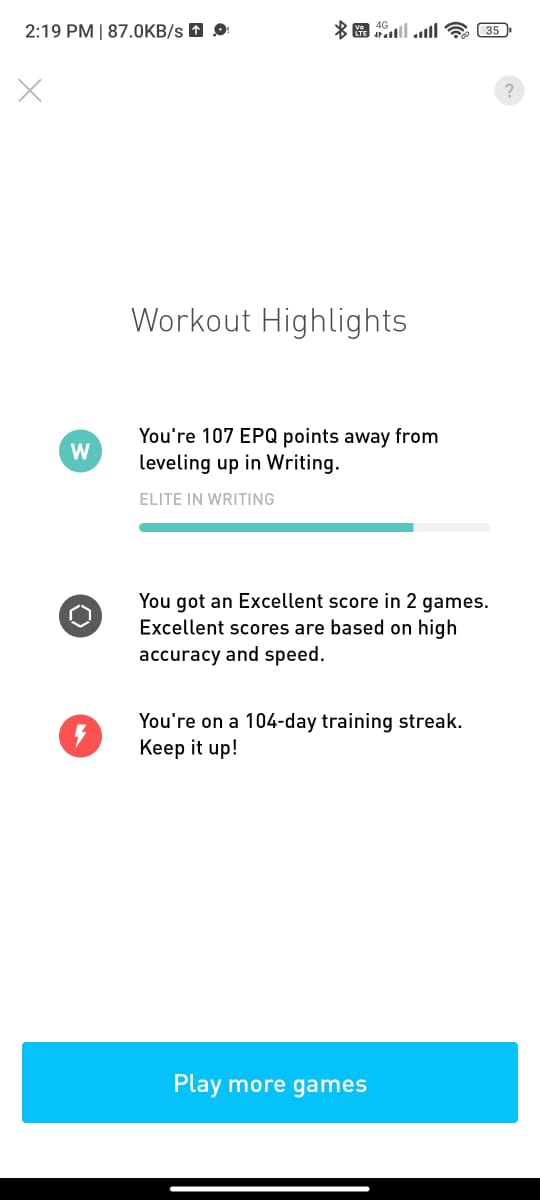 2:19 PM | 87.0KB/s
Vo LTE 4G 35
?
Workout Highlights
W
You're 107 EPQ points away from
leveling up in Writing.
ELITE IN WRITING
You got an Excellent score in 2 games.
Excellent scores are based on high
accuracy and speed.
You're on a 104-day training streak.
Keep it up!
Play more games